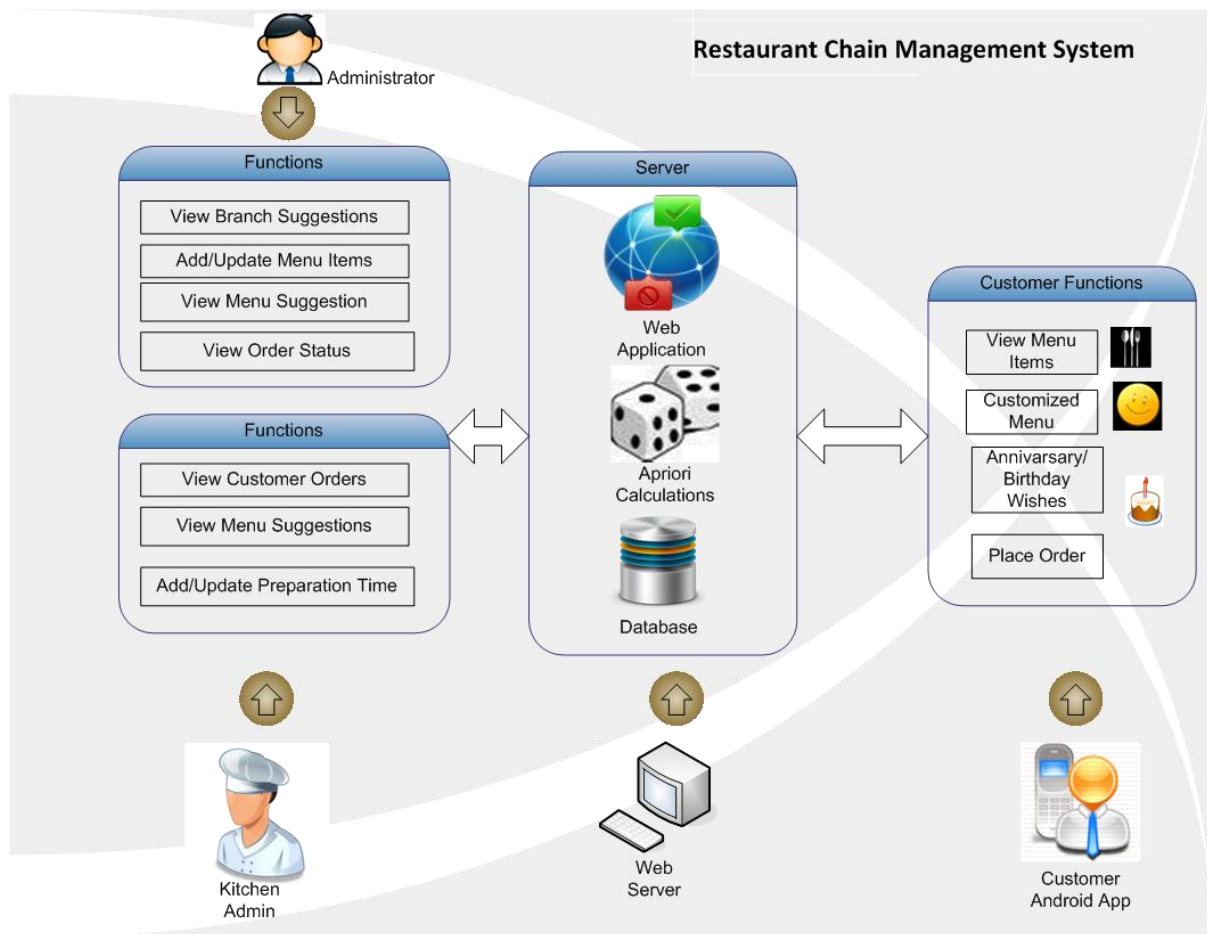 Restaurant Chain Management System
Administrator
Functions
View Branch Suggestions
Add/Update Menu Items
View Menu Suggestion
View Order Status
Functions
View Customer Orders
View Menu Suggestions
Add/Update Preparation Time
Kitchen
Admin
Server
Web
Application
Apriori
Calculations
Database
Web
Server
Customer Functions
View Menu
Items
Customized
Menu
Annivarsary/
Birthday
Wishes
Place Order
Customer
Android App